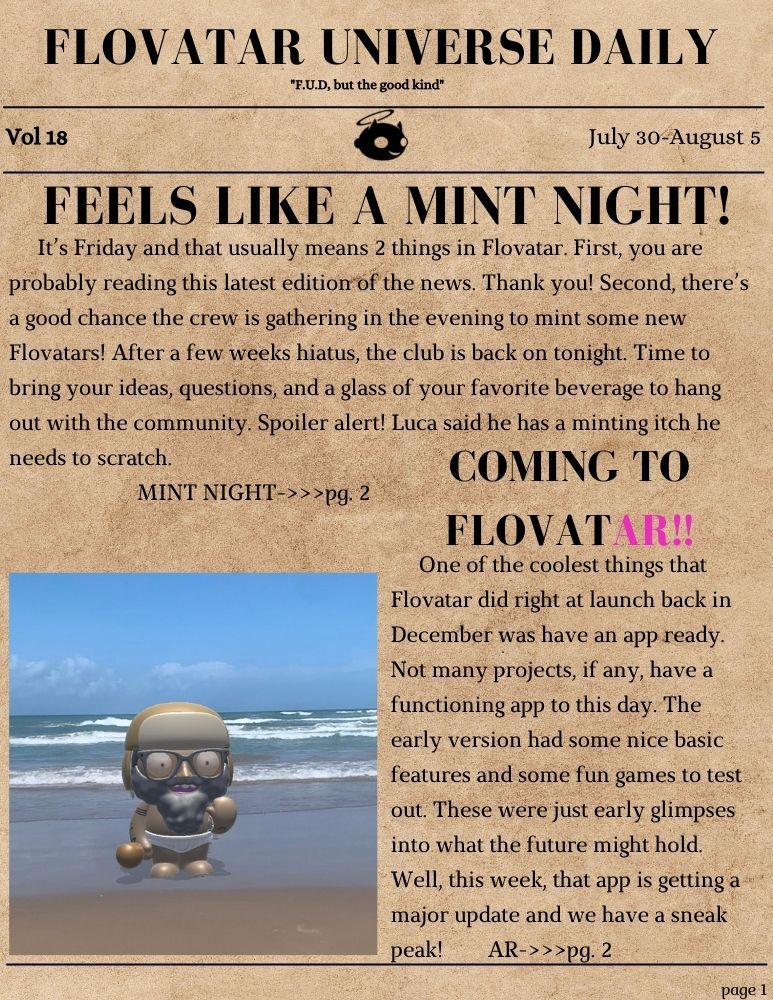 FLOVATAR UNIVERSE DAILY
"F.U.D, but the good kind"
Vol 18
July 30-August 5
FEELS LIKE A MINT NIGHT!
It's Friday and that usually means 2 things in Flovatar. First, you are
probably reading this latest edition of the news. Thank you! Second, there's
a good chance the crew is gathering in the evening to mint some new
Flovatars! After a few weeks hiatus, the club is back on tonight. Time to
bring your ideas, questions, and a glass of your favorite beverage to hang
out with the community. Spoiler alert! Luca said he has a minting itch he
needs to scratch.
MINT NIGHT->>>pg. 2
COMING TO
FLOVATAR!!
One of the coolest things that
Flovatar did right at launch back in
December was have an app ready.
Not many projects, if any, have a
functioning app to this day. The
early version had some nice basic
features and some fun games to test
out. These were just early glimpses
into what the future might hold.
Well, this week, that app is getting a
major update and we have a sneak
peak! AR->>>pg. 2
page 1